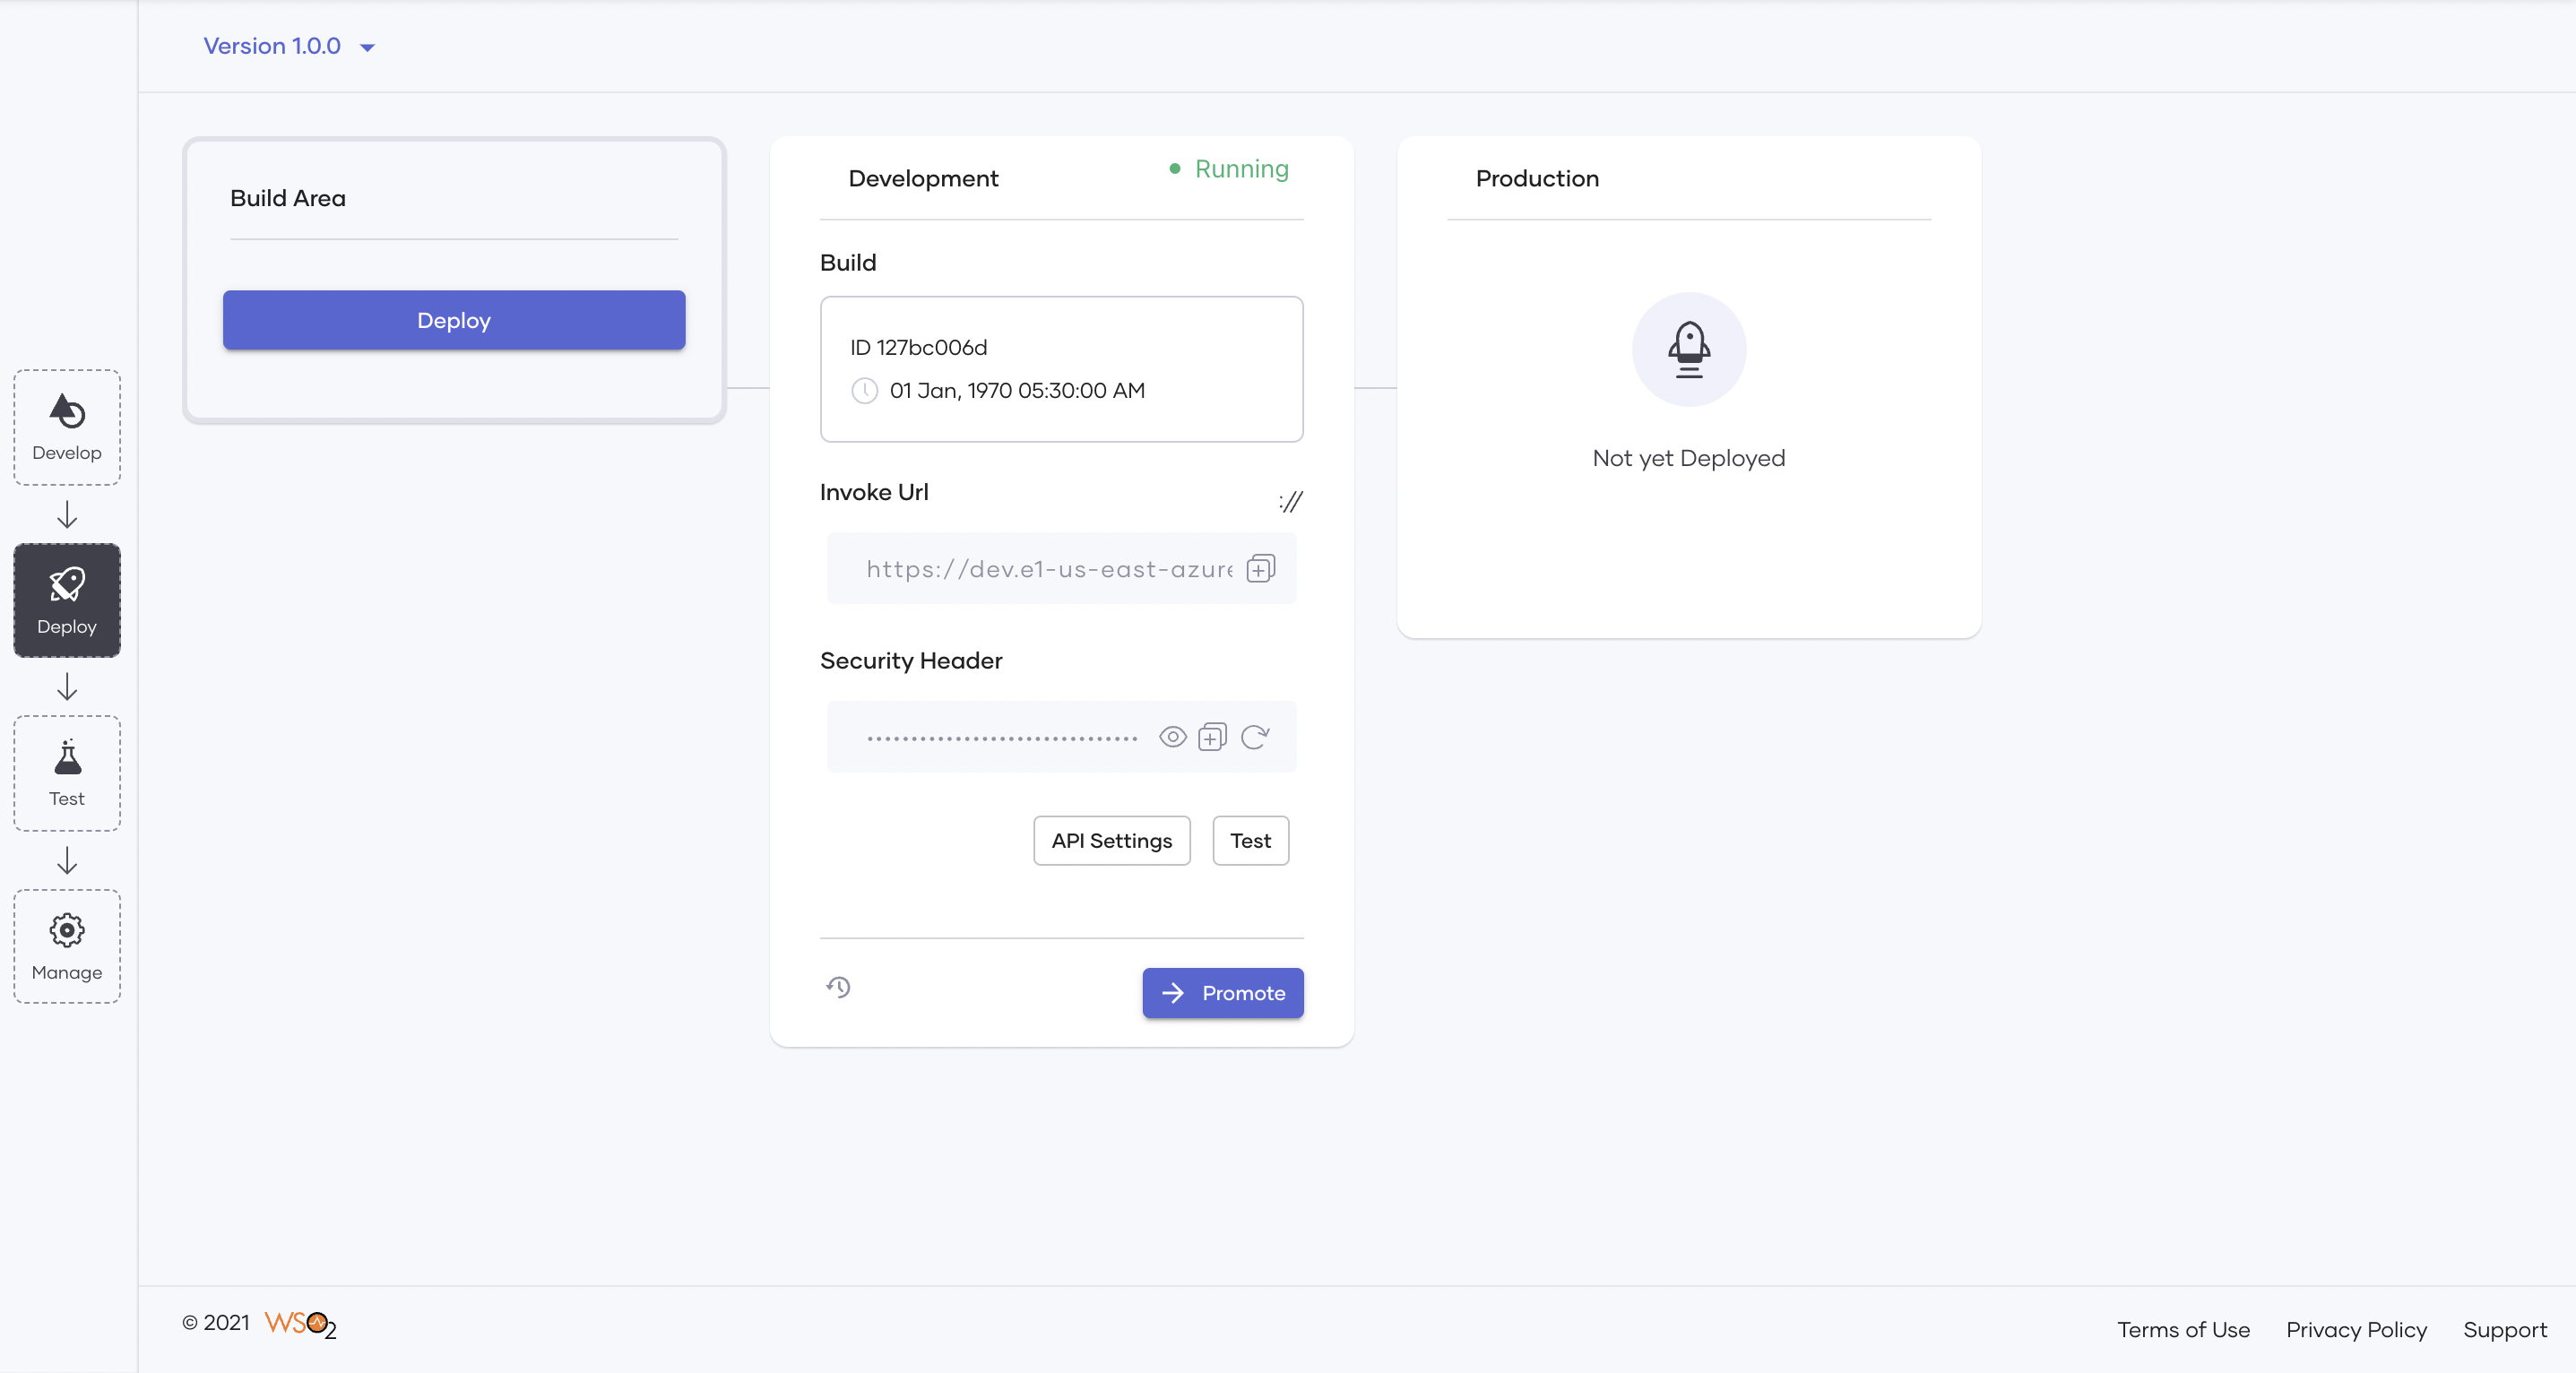 Version 1.0.0
Develop
Deploy
Test
Manage
Build Area
Deploy
Development
Running
Build
ID 127bc006d
01 Jan, 1970 05:30:00 AM
Invoke Url
://
https://dev.e1-us-east-azure
Security Header
API Settings
Test
Promote
Production
Not yet Deployed
© 2021 WSO2
Terms of Use
Privacy Policy
Support